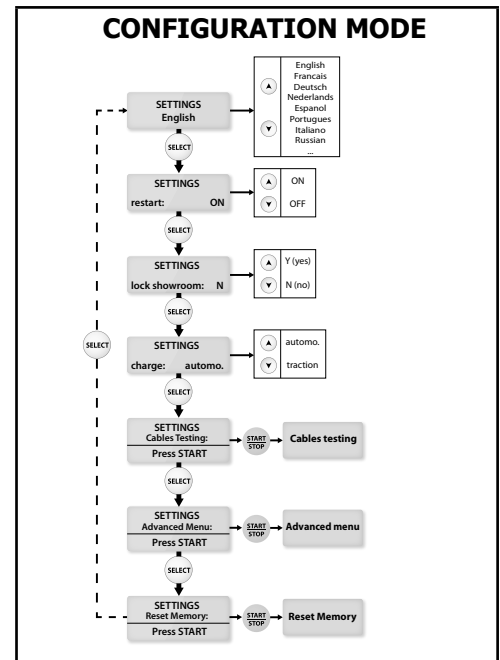 CONFIGURATION MODE
SETTINGS
English
English
Francais
Deutsch
Nederlands
Espanol
Portugues
Italiano
Russian
...
SELECT
SETTINGS
restart: ON
ON
OFF
SELECT
SETTINGS
lock showroom: N
Y (yes)
N (no)
SELECT
SELECT
SETTINGS
charge: automo.
automo.
traction
SELECT
SETTINGS
Cables Testing:
Press START
START
STOP
Cables testing
SELECT
SETTINGS
Advanced Menu:
Press START
START
STOP
Advanced menu
SELECT
SETTINGS
Reset Memory:
Press START
START
STOP
Reset Memory